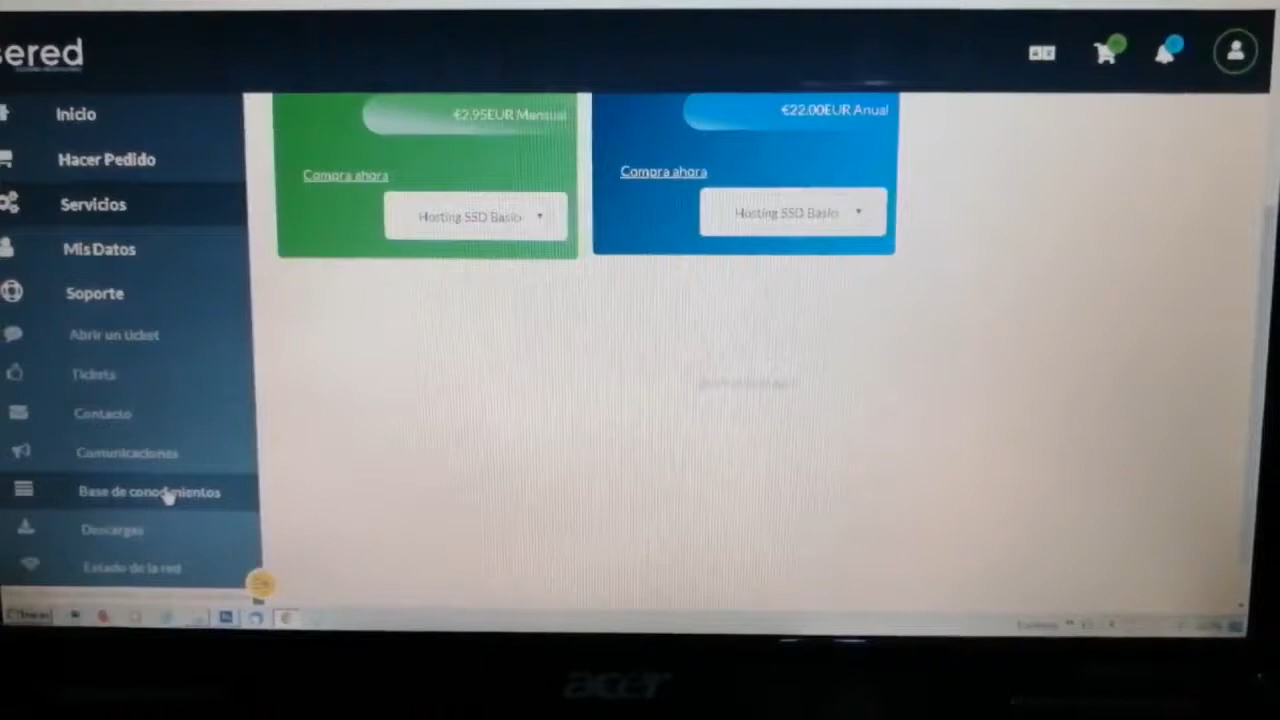 sered
Inicio
Hacer Pedido
Servicios
Mis Datos
Soporte
Abrir un ticket
Tickets
Contacto
Comunicaciones
Base de conocimientos
Descargas
Estado de la red
€2.95EUR Mensual
Compra ahora
Hosting SSD Basic
€22.00EUR Anual
Compra ahora
Hosting SSD Basic
acer